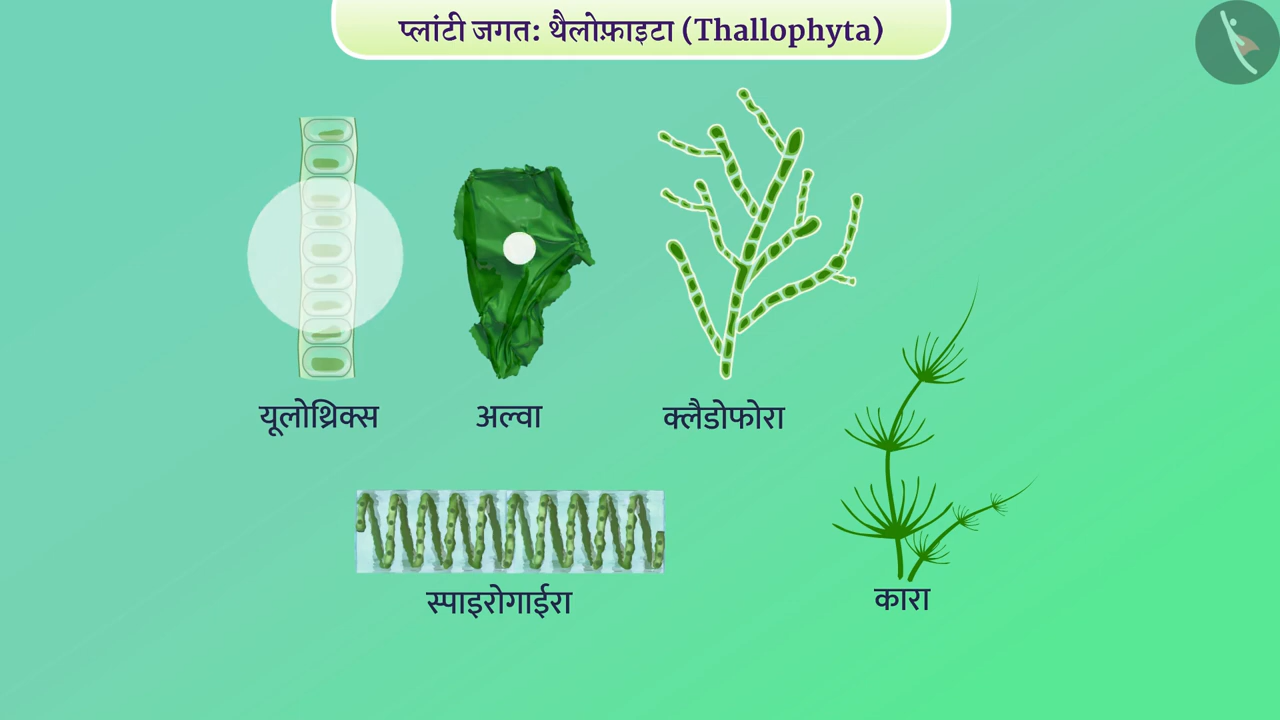 प्लांटी जगत: थैलोफ़ाइटा (Thallophyta)
यूलोथ्रिक्स
अल्वा
क्लैडोफोरा
स्पाइरोगाईरा
कारा